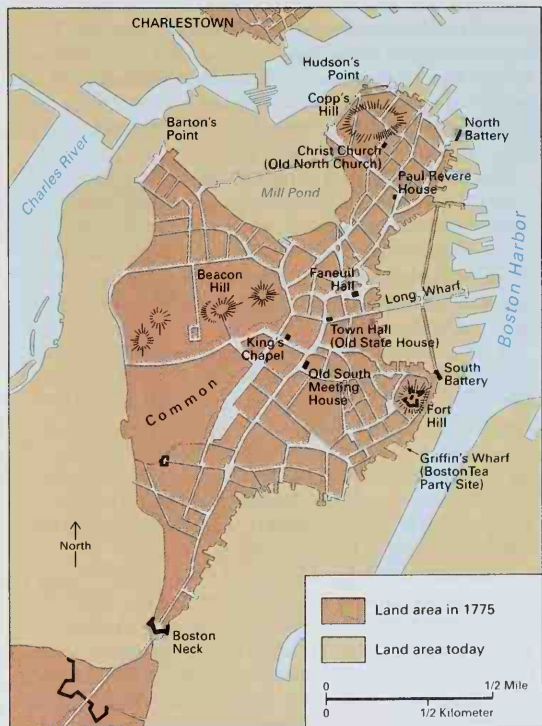 CHARLESTOWN
Hudson's
Point
Copp's
Hill
North
Battery
Barton's
Point
Christ Church
(Old North Church)
Paul Revere
House
Charles River
Mill Pond
Boston Harbor
Beacon
Hill
Faneuil
Hall
Long Wharf
Town Hall
(Old State House)
King's
Chapel
Old South
Meeting
House
South
Battery
Common
Fort
Hill
Griffin's Wharf
(Boston Tea
Party Site)
North
Boston
Neck
Land area in 1775
Land area today
0 1/2 Mile
0 1/2 Kilometer